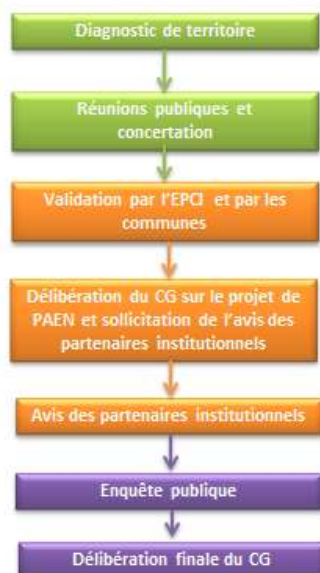 Diagnostic de territoire
Réunions publiques et
concertation
Validation par l'EPCI et par les
communes
Délibération du CG sur le projet de
PAEN et sollicitation de l'avis des
partenaires institutionnels
Avis des partenaires institutionnels
Enquête publique
Délibération finale du CG